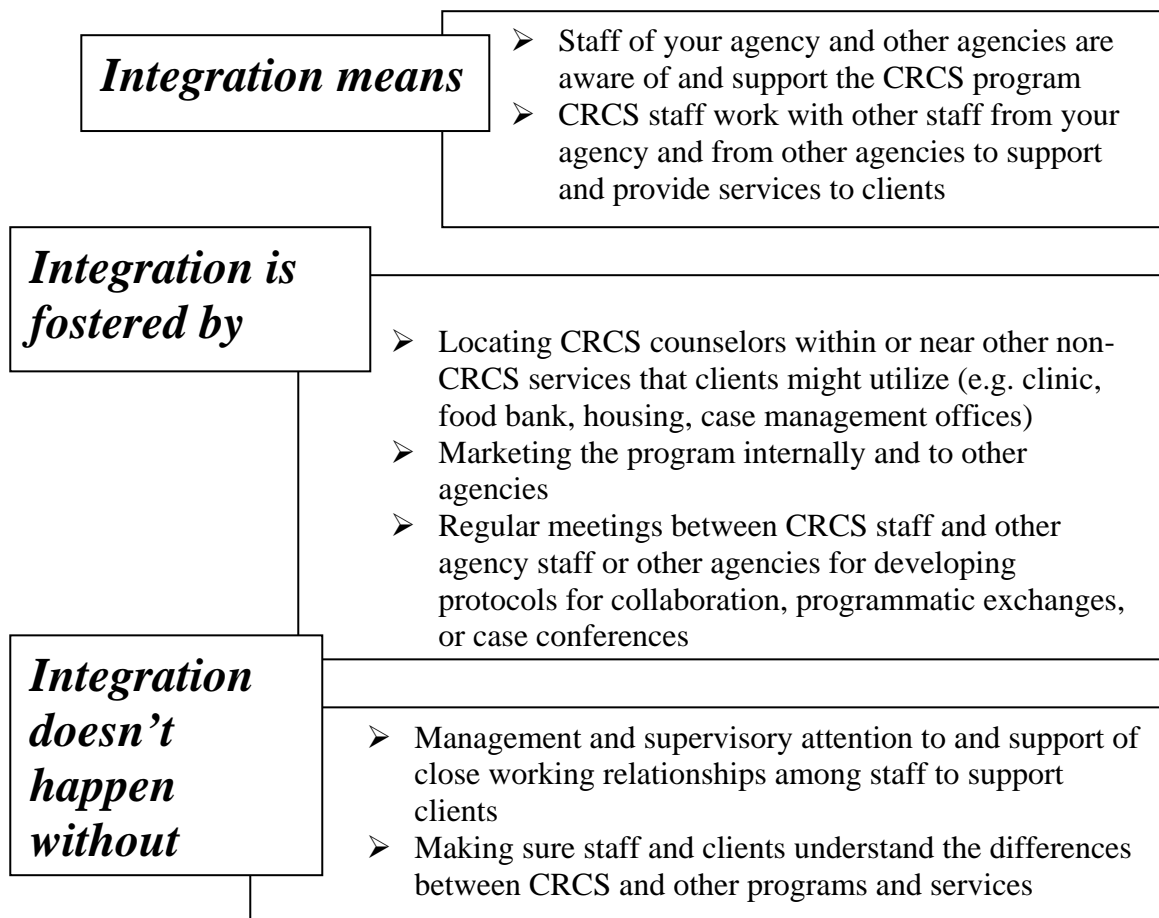 Integration means
➢ Staff of your agency and other agencies are
aware of and support the CRCS program
➢ CRCS staff work with other staff from your
agency and from other agencies to support
and provide services to clients
Integration is
fostered by
➢ Locating CRCS counselors within or near other non-
CRCS services that clients might utilize (e.g. clinic,
food bank, housing, case management offices)
➢ Marketing the program internally and to other
agencies
➢ Regular meetings between CRCS staff and other
agency staff or other agencies for developing
protocols for collaboration, programmatic exchanges,
or case conferences
Integration
doesn’t
happen
without
➢ Management and supervisory attention to and support of
close working relationships among staff to support
clients
➢ Making sure staff and clients understand the differences
between CRCS and other programs and services